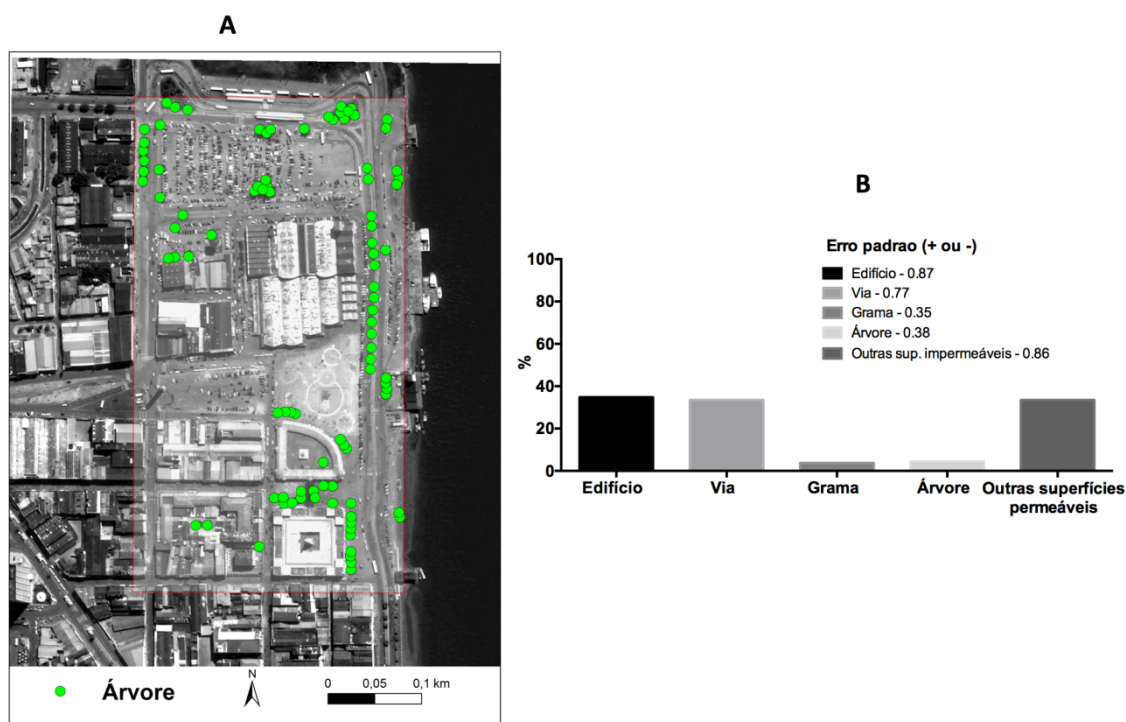 A
Árvore
N
0 0,05 0,1 km
B
Erro padrao (+ ou -)
Edifício - 0.87
Via - 0.77
Grama - 0.35
Árvore - 0.38
Outras sup. impermeáveis - 0.86
%
100
80
60
40
20
0
Edifício Via Grama Árvore Outras superfícies
permeáveis